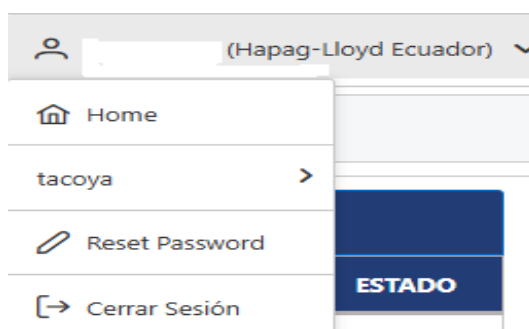 (Hapag-Lloyd Ecuador)
Home
tacoya
Reset Password
ESTADO
Cerrar Sesión